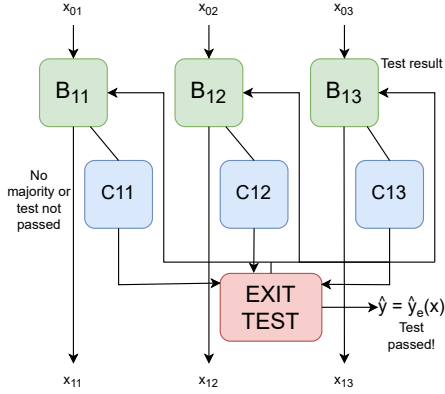 x01 x02 x03
B11 B12 B13
Test result
No
majority or
test not
passed
C11 C12 C13
EXIT
TEST
ŷ = ŷe(x)
Test
passed!
x11 x12 x13